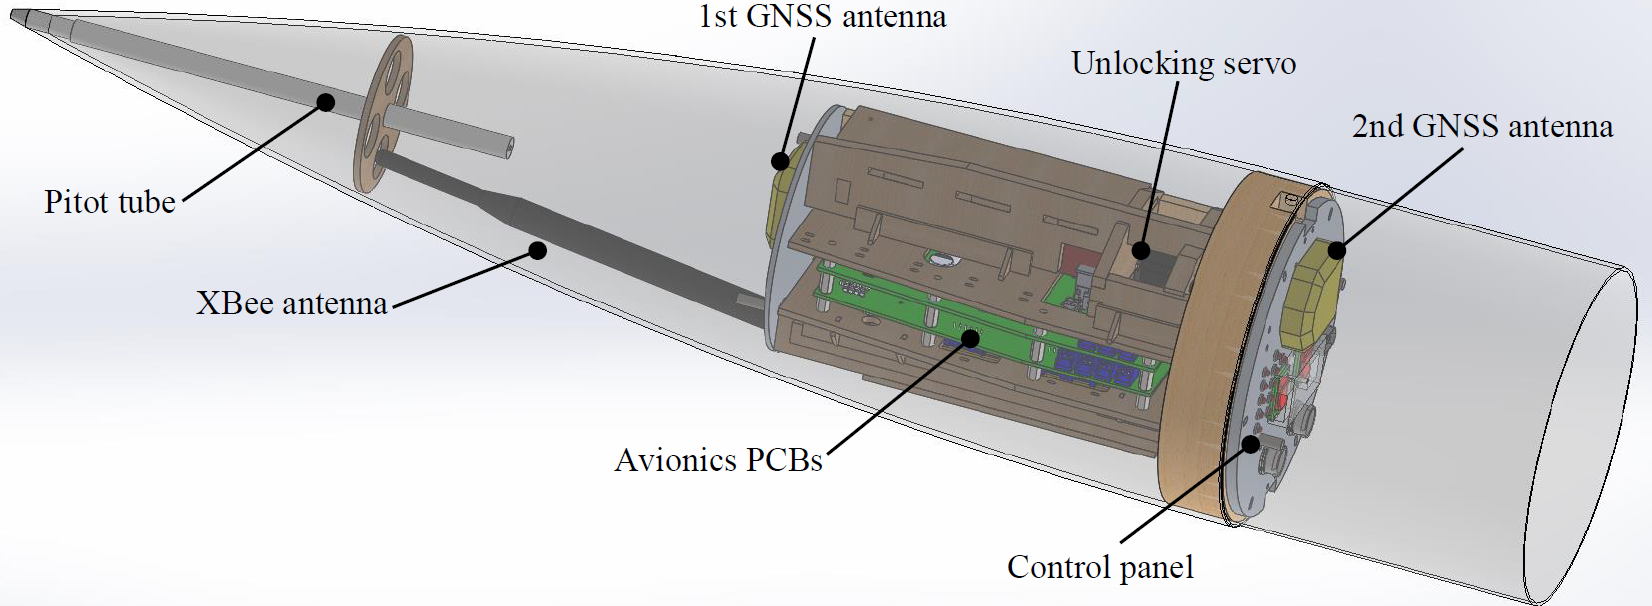 1st GNSS antenna
Unlocking servo
2nd GNSS antenna
Pitot tube
XBee antenna
Avionics PCBs
Control panel